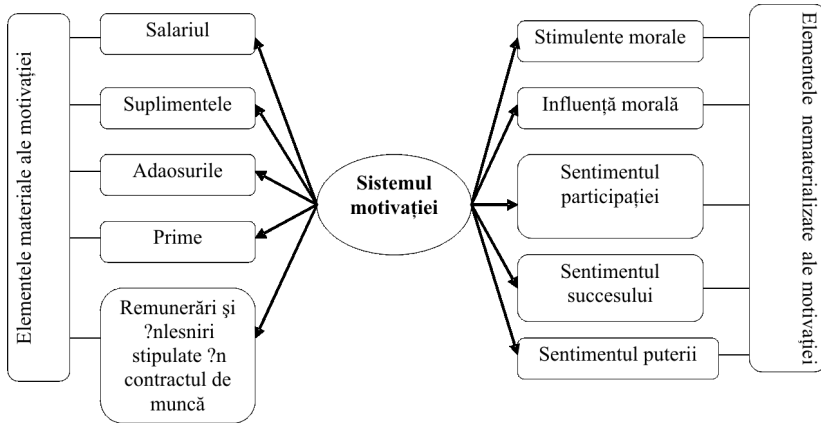 Elementele materiale ale motivației
Salariul
Suplimentele
Adaosurile
Prime
Remunerări şi
?nlesniri
stipulate ?n
contractul de
muncă
Sistemul
motivației
Stimulente morale
Influență morală
Sentimentul
participației
Sentimentul
succesului
Sentimentul puterii
Elementele nematerializate ale motivației